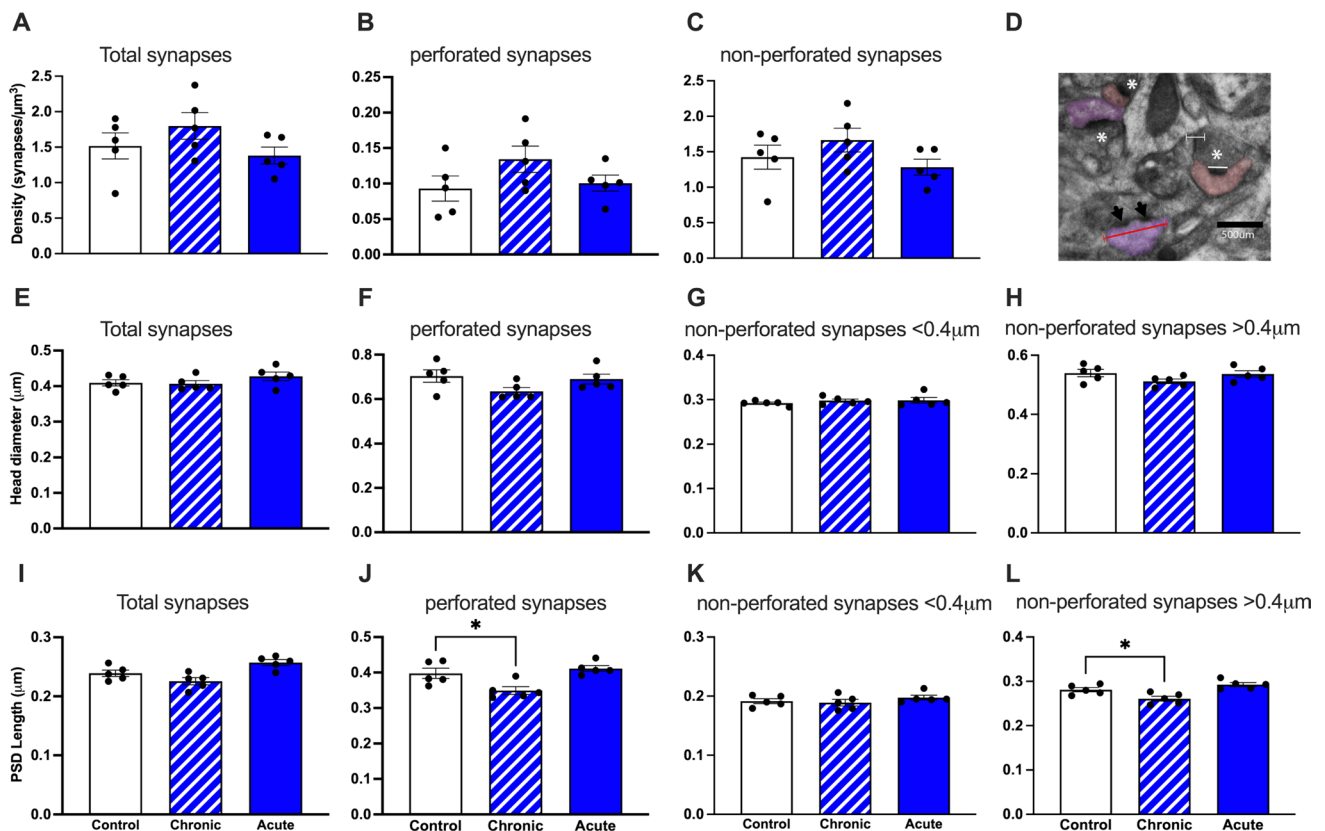 A
Total synapses
Density (synapses/µm³)
2.5
2.0
1.5
1.0
0.5
0.0
B
perforated synapses
0.25
0.20
0.15
0.10
0.05
0.00
C
non-perforated synapses
2.5
2.0
1.5
1.0
0.5
0.0
D
*
*
*
500um
E
Total synapses
Head diameter (µm)
0.5
0.4
0.3
0.2
0.1
0.0
F
perforated synapses
0.8
0.6
0.4
0.2
0.0
G
non-perforated synapses <0.4µm
0.4
0.3
0.2
0.1
0.0
H
non-perforated synapses >0.4µm
0.6
0.4
0.2
0.0
I
Total synapses
PSD Length (µm)
0.3
0.2
0.1
0.0
Control Chronic Acute
J
perforated synapses
*
0.5
0.4
0.3
0.2
0.1
0.0
Control Chronic Acute
K
non-perforated synapses <0.4µm
0.3
0.2
0.1
0.0
Control Chronic Acute
L
non-perforated synapses >0.4µm
*
0.4
0.3
0.2
0.1
0.0
Control Chronic Acute